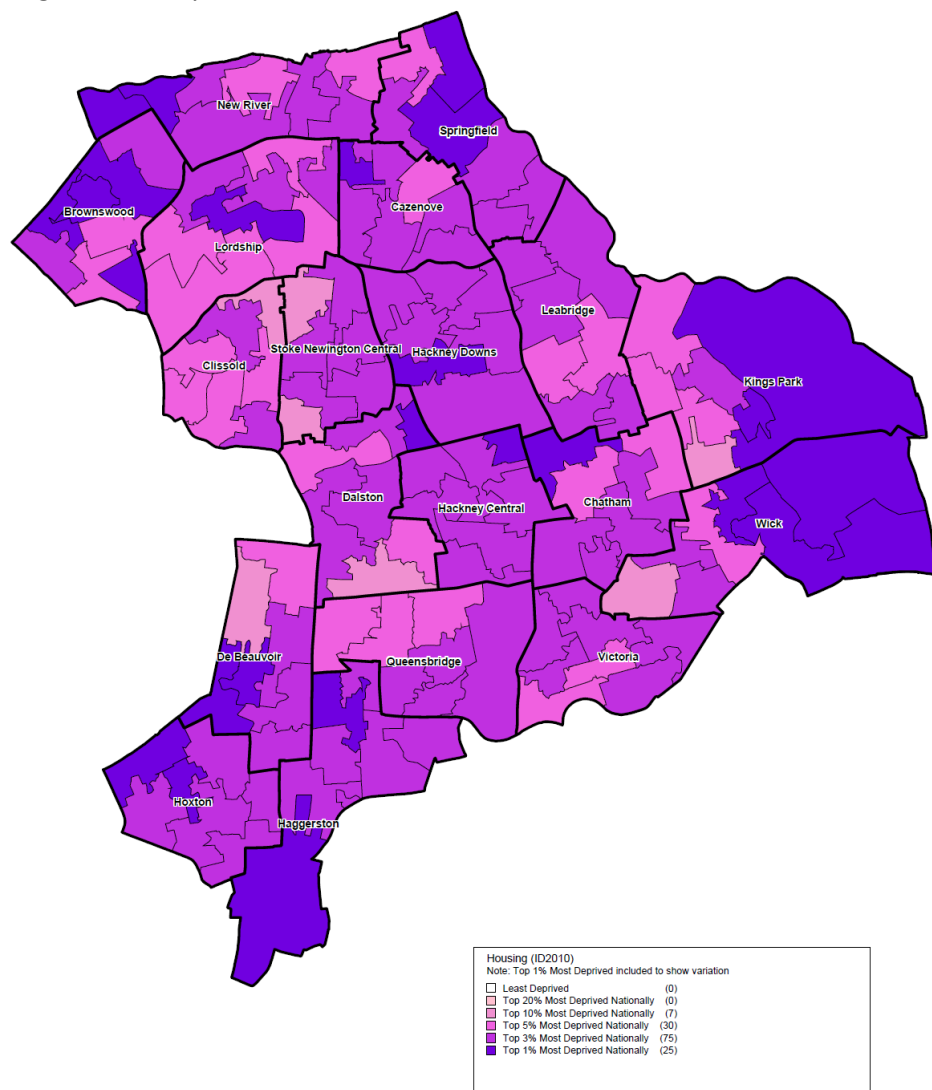 New River
Springfield
Brownswood
Cazenove
Lordship
Leabridge
Stoke Newington Central
Hackney Downs
Clissold
Kings Park
Dalston
Hackney Central
Chatham
Wick
De Beauvoir
Queensbridge
Victoria
Hoxton
Haggerston
Housing (ID2010)
Note: Top 1% Most Deprived included to show variation
Least Deprived (0)
Top 20% Most Deprived Nationally (0)
Top 10% Most Deprived Nationally (7)
Top 5% Most Deprived Nationally (30)
Top 3% Most Deprived Nationally (75)
Top 1% Most Deprived Nationally (25)